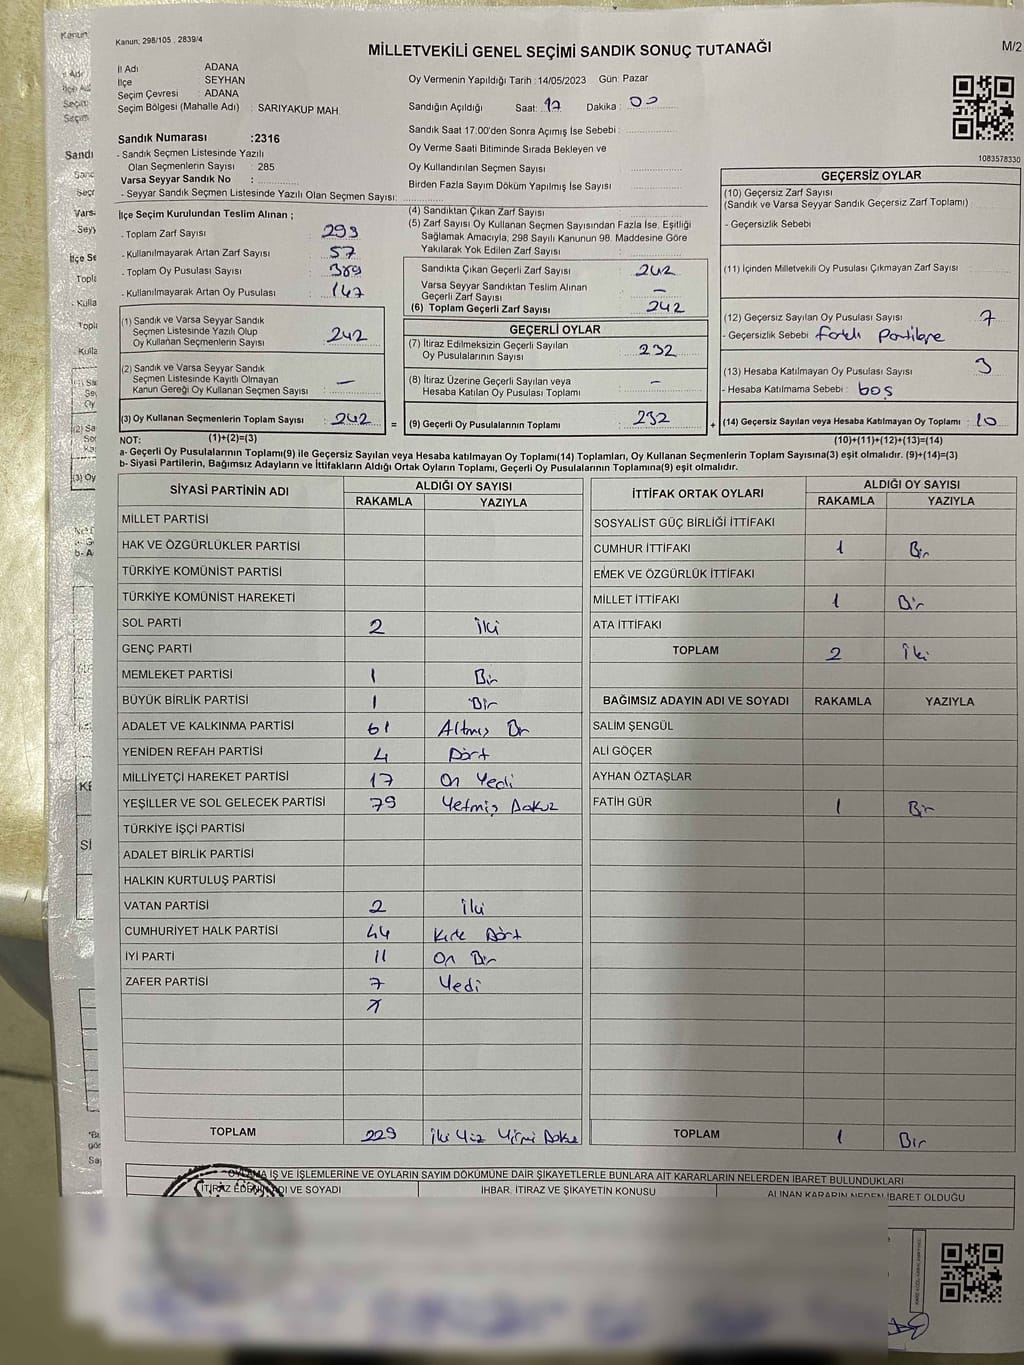 Kanun; 298/105 , 2839/4
MİLLETVEKİLİ GENEL SEÇİMİ SANDIK SONUÇ TUTANAĞI
M/2
İl Adı ADANA
İlçe SEYHAN
Seçim Çevresi : ADANA
Seçim Bölgesi (Mahalle Adı) : SARIYAKUP MAH.
Oy Vermenin Yapıldığı Tarih : 14/05/2023 Gün: Pazar
Sandığın Açıldığı Saat: 17 Dakika : 00
Sandık Saat 17:00'den Sonra Açımış İse Sebebi :
Oy Verme Saati Bitiminda Sırada Bekleyen ve
Oy Kullandırılan Seçmen Sayısı
Birden Fazla Sayım Döküm Yapılmış İse Sayısı
1083578330
Sandık Numarası :2316
- Sandık Seçmen Listesinde Yazılı
Olan Seçmenlerin Sayısı : 285
Varsa Seyyar Sandık No :
- Seyyar Sandık Seçmen Listesinde Yazılı Olan Seçmen Sayısı:
İlçe Seçim Kurulundan Teslim Alınan ;
- Toplam Zarf Sayısı 299
- Kullanılmayarak Artan Zarf Sayısı 57
- Toplam Oy Pusulası Sayısı 389
- Kullanılmayarak Artan Oy Pusulası 147
(1) Sandık ve Varsa Seyyar Sandık
Seçmen Listesinde Yazılı Olup
Oy Kullanan Seçmenlerin Sayısı : 242
(2) Sandık ve Varsa Seyyar Sandık
Seçmen Listesinde Kayıtlı Olmayan
Kanun Gereği Oy Kullanan Seçmen Sayısı : —
(3) Oy Kullanan Seçmenlerin Toplam Sayısı : 242
(1)+(2)=(3)
(4) Sandıktan Çıkan Zarf Sayısı :
(5) Zarf Sayısı Oy Kullanan Seçmen Sayısından Fazla İse, Eşitliği
Sağlamak Amacıyla, 298 Sayılı Kanunun 98. Maddesine Göre
Yakılarak Yok Edilen Zarf Sayısı :
Sandıkta Çıkan Geçerli Zarf Sayısı : 242
Varsa Seyyar Sandıktan Teslim Alınan
Geçerli Zarf Sayısı : —
(6) Toplam Geçerli Zarf Sayısı : 242
GEÇERLİ OYLAR
(7) İtiraz Edilmeksizin Geçerli Sayılan
Oy Pusulalarının Sayısı : 232
(8) İtiraz Üzerine Geçerli Sayılan veya
Hesaba Katılan Oy Pusulası Toplamı : —
= (9) Geçerli Oy Pusulalarının Toplamı : 232 +
GEÇERSİZ OYLAR
(10) Geçersiz Zarf Sayısı
(Sandık ve Varsa Seyyar Sandık Geçersiz Zarf Toplamı) :
- Geçersizlik Sebebi :
(11) İçinden Milletvekili Oy Pusulası Çıkmayan Zarf Sayısı :
(12) Geçersiz Sayılan Oy Pusulası Sayısı : 7
- Geçersizlik Sebebi :
(13) Hesaba Katılmayan Oy Pusulası Sayısı : 3
- Hesaba Katılmama Sebebi : boş
(14) Geçersiz Sayılan veya Hesaba Katılmayan Oy Toplamı : 10
(10)+(11)+(12)+(13)=(14)
NOT:
a- Geçerli Oy Pusulalarının Toplamı(9) ile Geçersiz Sayılan veya Hesaba katılmayan Oy Toplamı(14) Toplamları, Oy Kullanan Seçmenlerin Toplam Sayısına(3) eşit olmalıdır. (9)+(14)=(3)
b- Siyasi Partilerin, Bağımsız Adayların ve İttifakların Aldığı Ortak Oyların Toplamı, Geçerli Oy Pusulalarının Toplamına(9) eşit olmalıdır.
SİYASİ PARTİNİN ADI ALDIĞI OY SAYISI
RAKAMLA YAZIYLA
MİLLET PARTİSİ
HAK VE ÖZGÜRLÜKLER PARTİSİ
TÜRKİYE KOMÜNİST PARTİSİ
TÜRKİYE KOMÜNİST HAREKETİ
SOL PARTİ 2 İki
GENÇ PARTİ
MEMLEKET PARTİSİ 1 Bir
BÜYÜK BİRLİK PARTİSİ 1 Bir
ADALET VE KALKINMA PARTİSİ 61 Altmış Bir
YENİDEN REFAH PARTİSİ 4 Dört
MİLLİYETÇİ HAREKET PARTİSİ 17 On Yedi
YEŞİLLER VE SOL GELECEK PARTİSİ 79 Yetmiş Dokuz
TÜRKİYE İŞÇİ PARTİSİ
ADALET BİRLİK PARTİSİ
HALKIN KURTULUŞ PARTİSİ
VATAN PARTİSİ 2 İki
CUMHURİYET HALK PARTİSİ 44 Kırk Dört
İYİ PARTİ 11 On Bir
ZAFER PARTİSİ 7 Yedi
TOPLAM 229 İki Yüz Yirmi Dokuz
İTTİFAK ORTAK OYLARI ALDIĞI OY SAYISI
RAKAMLA YAZIYLA
SOSYALİST GÜÇ BİRLİĞİ İTTİFAKI
CUMHUR İTTİFAKI 1 Bir
EMEK VE ÖZGÜRLÜK İTTİFAKI
MİLLET İTTİFAKI 1 Bir
ATA İTTİFAKI
TOPLAM 2 İki
BAĞIMSIZ ADAYIN ADI VE SOYADI RAKAMLA YAZIYLA
SALİM ŞENGÜL
ALİ GÖÇER
AYHAN ÖZTAŞLAR
FATİH GÜR 1 Bir
TOPLAM 1 Bir
OYLAMA İŞ VE İŞLEMLERİNE VE OYLARIN SAYIM DÖKÜMÜNE DAİR ŞİKAYETLERLE BUNLARA AİT KARARLARIN NELERDEN İBARET BULUNDUKLARI
İTİRAZ EDENİN ADI VE SOYADI İHBAR, İTİRAZ VE ŞİKAYETİN KONUSU ALINAN KARARIN NEDEN İBARET OLDUĞU